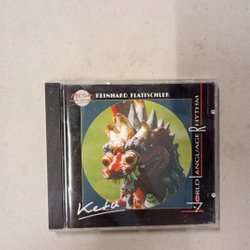 REINHARD FLATISCHLER
Ketu
WORLD LANGUAGE RHYTHM